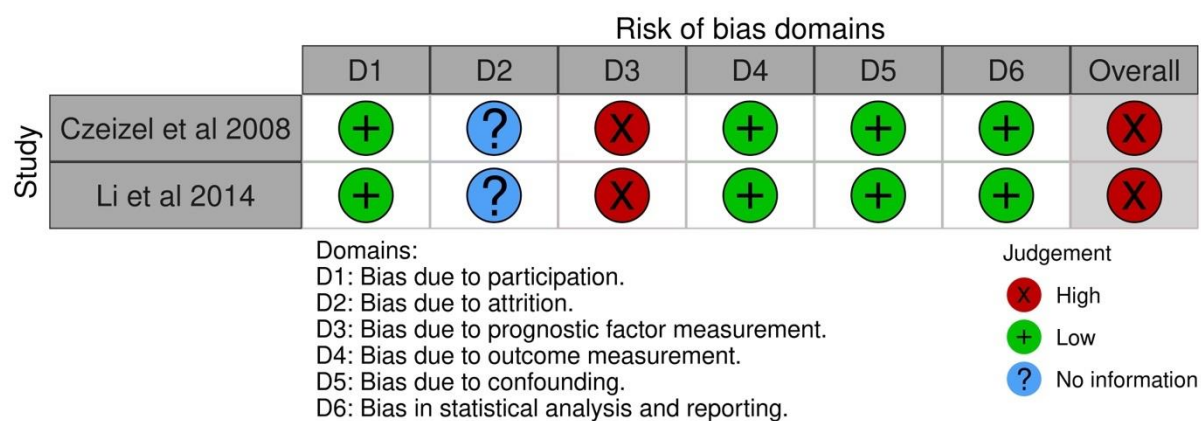 Risk of bias domains
D1 D2 D3 D4 D5 D6 Overall
Study
Czeizel et al 2008 + ? X + + + X
Li et al 2014 + ? X + + + X
Domains:
D1: Bias due to participation.
D2: Bias due to attrition.
D3: Bias due to prognostic factor measurement.
D4: Bias due to outcome measurement.
D5: Bias due to confounding.
D6: Bias in statistical analysis and reporting.
Judgement
X High
+ Low
? No information